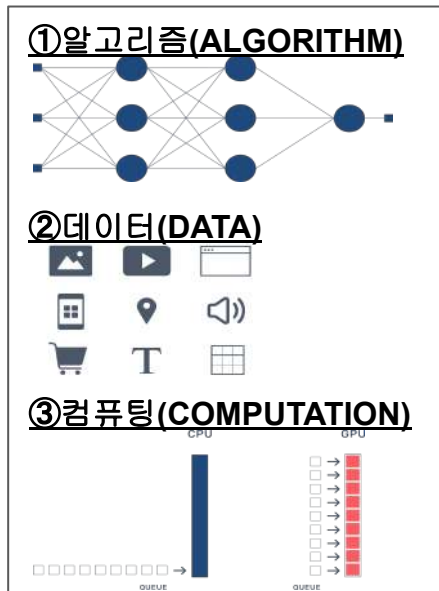 ①알고리즘(ALGORITHM)
②데이터(DATA)
T
③컴퓨팅(COMPUTATION)
CPU GPU
QUEUE QUEUE